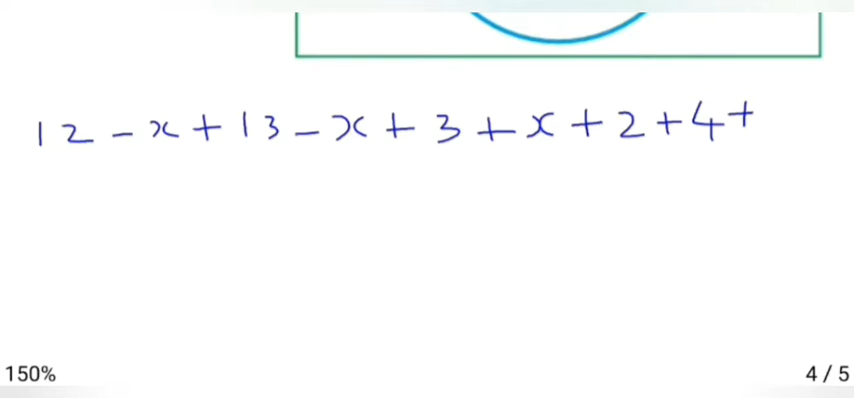 12 - x + 13 - x + 3 + x + 2 + 4 +
150%
4 / 5